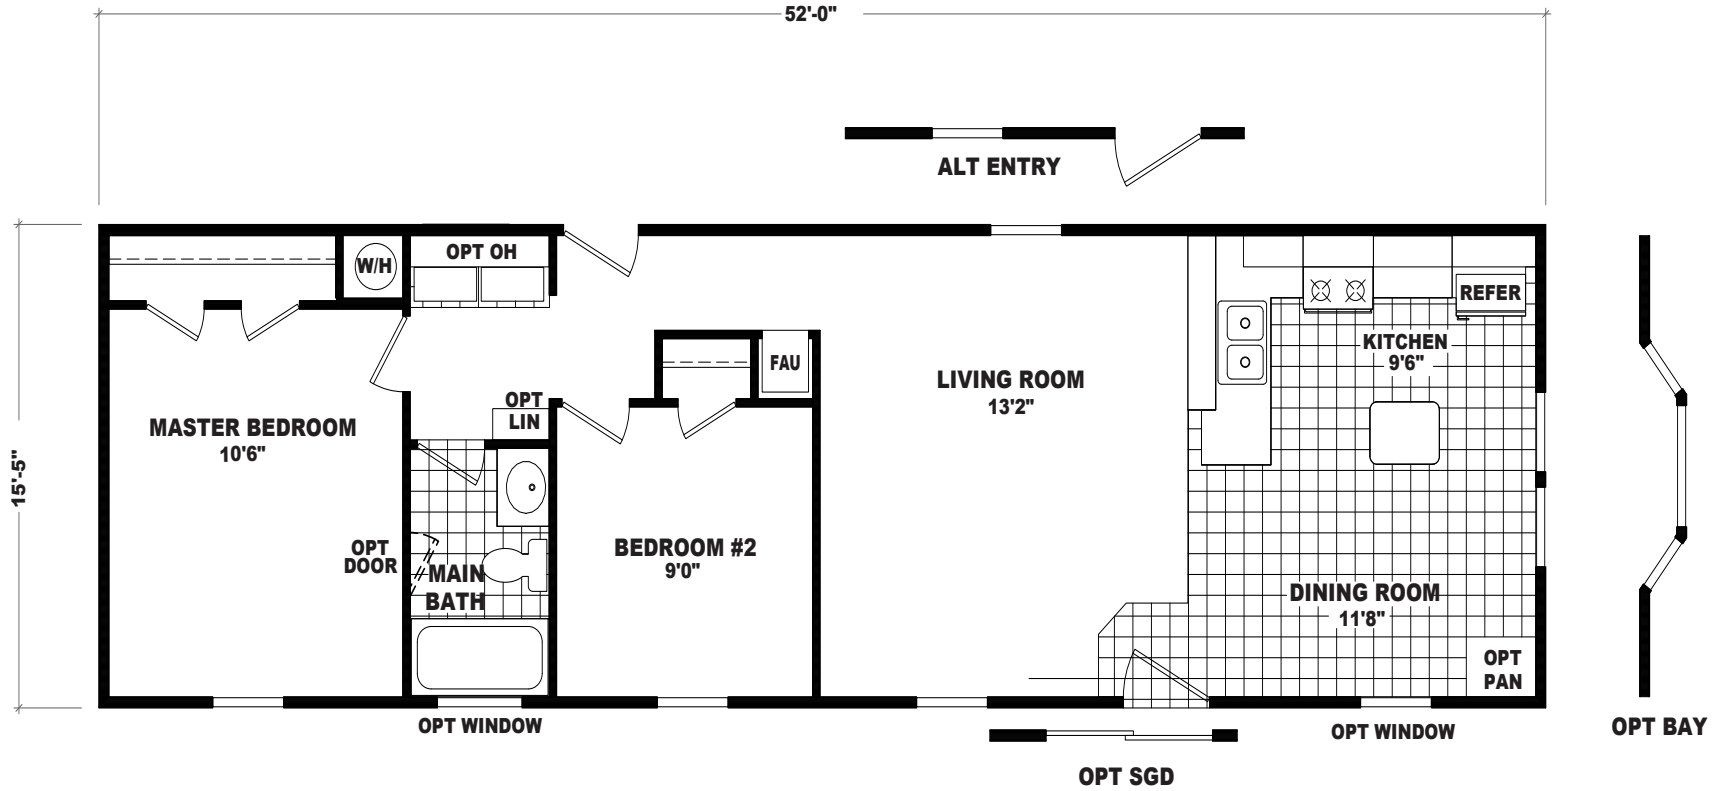 52'-0"
ALT ENTRY
OPT OH
W/H
REFER
KITCHEN
9'6"
FAU
LIVING ROOM
13'2"
OPT
LIN
MASTER BEDROOM
10'6"
15'-5"
OPT
DOOR
MAIN
BATH
BEDROOM #2
9'0"
DINING ROOM
11'8"
OPT
PAN
OPT WINDOW
OPT WINDOW
OPT BAY
OPT SGD